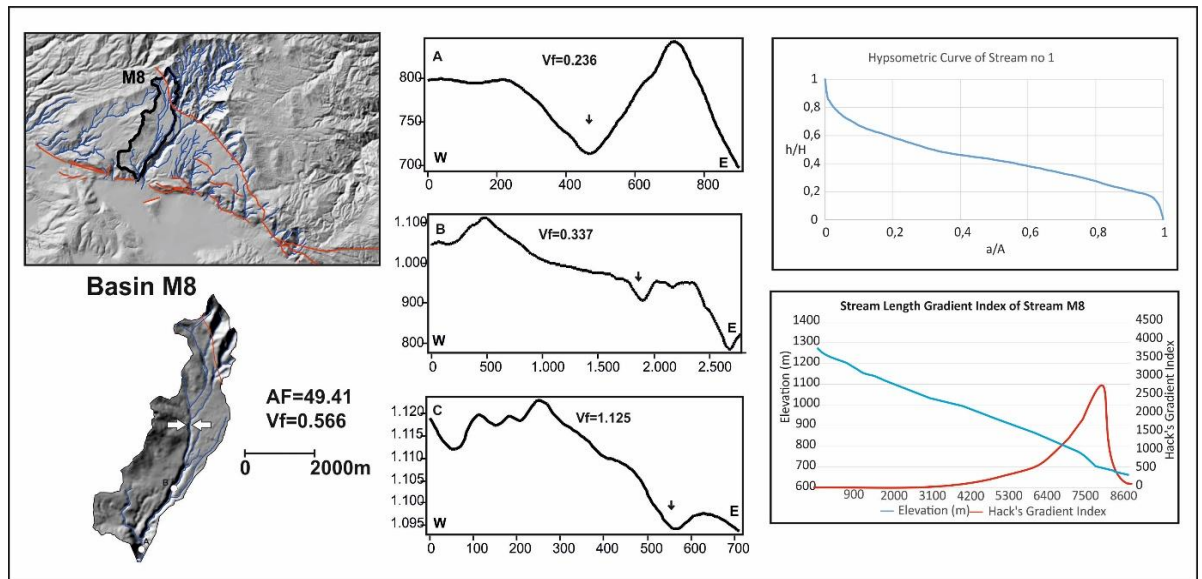 M8
Basin M8
AF=49.41
Vf=0.566
0 2000m
B
A
A
Vf=0.236
800
750
700
W
E
0 200 400 600 800
B
Vf=0.337
1.100
1.000
900
800
W
E
0 500 1.000 1.500 2.000 2.500
C
Vf=1.125
1.120
1.115
1.110
1.105
1.100
1.095
W
E
0 100 200 300 400 500 600 700
Hypsometric Curve of Stream no 1
1
0,8
0,6
h/H
0,4
0,2
0
0 0,2 0,4 0,6 0,8 1
a/A
Stream Length Gradient Index of Stream M8
1400
1300
1200
1100
1000
900
800
700
600
Elevation (m)
4500
4000
3500
3000
2500
2000
1500
1000
500
0
Hack's Gradient Index
900 2000 3100 4200 5300 6400 7500 8600
Elevation (m) Hack's Gradient Index